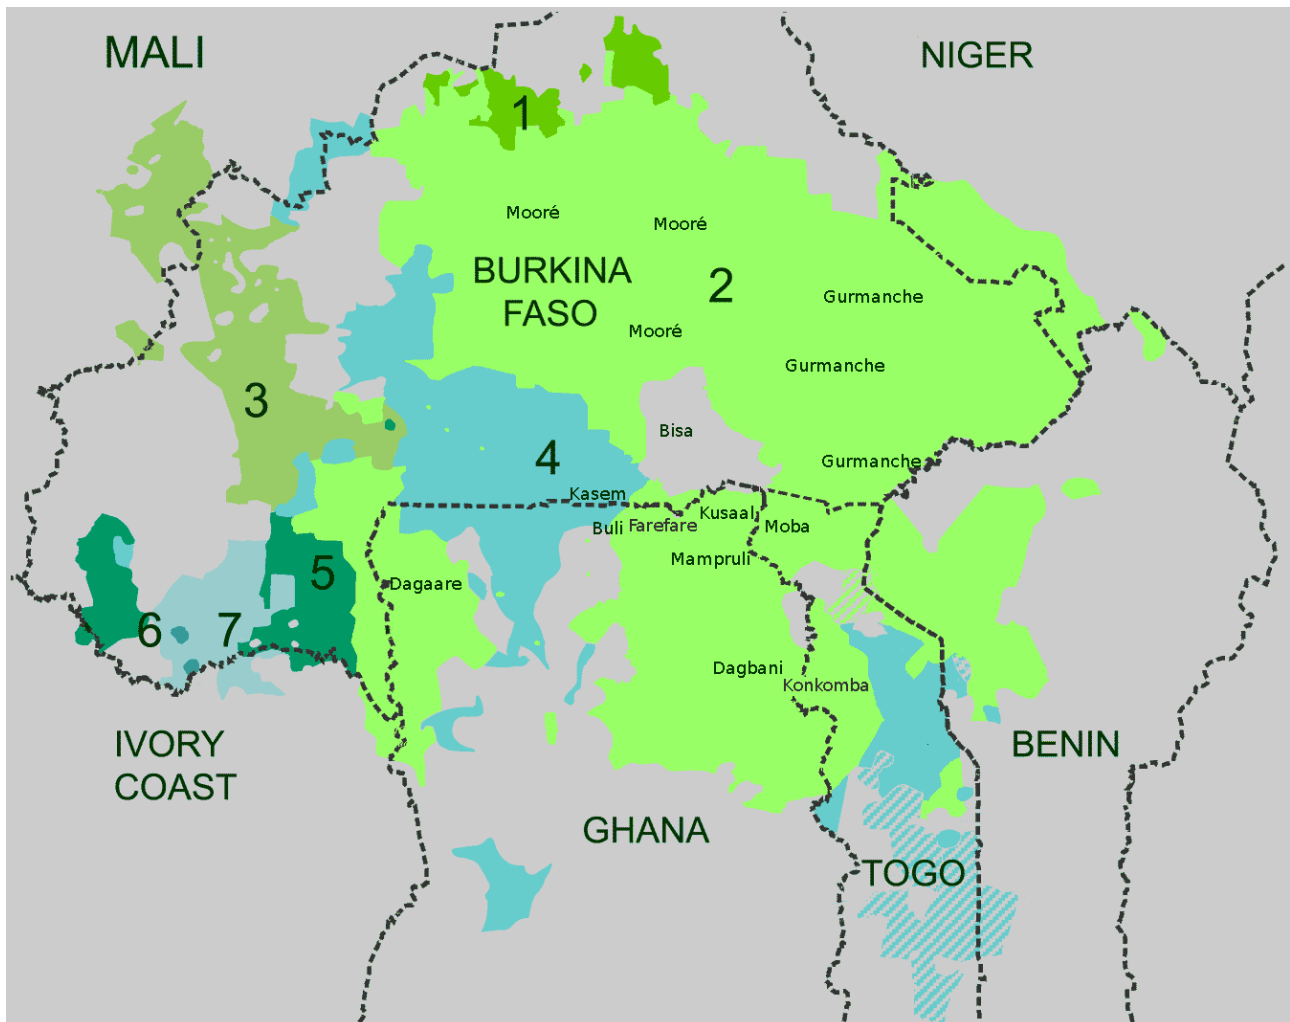 MALI
NIGER
1
Mooré
Mooré
BURKINA
FASO
2
Gurmanche
Mooré
Gurmanche
3
Bisa
4
Gurmanche
Kasem
Kusaal
Buli
Farefare
Moba
Mampruli
5
Dagaare
6
7
Dagbani
Konkomba
IVORY
COAST
BENIN
GHANA
TOGO